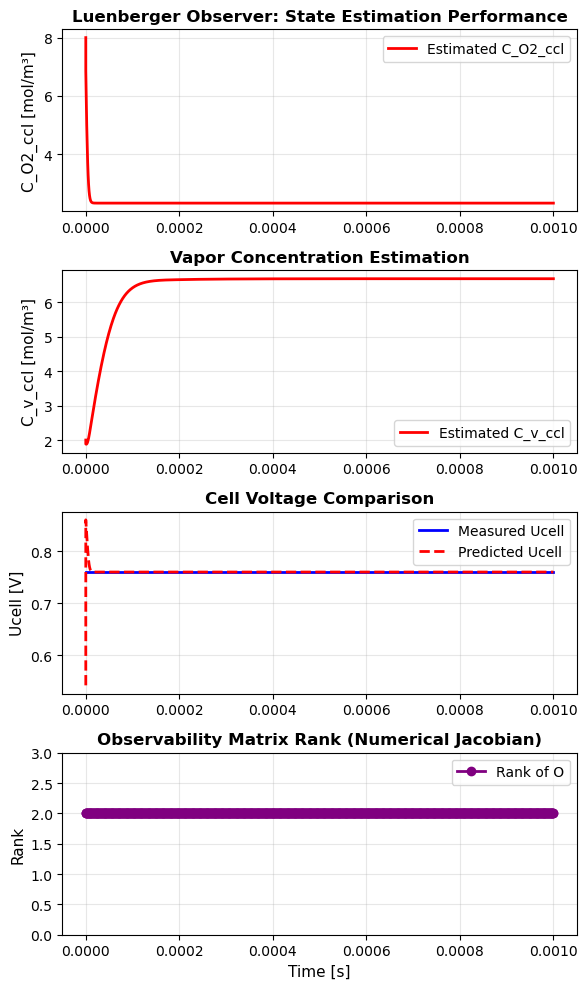 Luenberger Observer: State Estimation Performance
8
6
4
C_O2_ccl [mol/m³]
Estimated C_O2_ccl
0.0000 0.0002 0.0004 0.0006 0.0008 0.0010
Vapor Concentration Estimation
6
5
4
3
2
C_v_ccl [mol/m³]
Estimated C_v_ccl
0.0000 0.0002 0.0004 0.0006 0.0008 0.0010
Cell Voltage Comparison
0.8
0.7
0.6
Ucell [V]
Measured Ucell
Predicted Ucell
0.0000 0.0002 0.0004 0.0006 0.0008 0.0010
Observability Matrix Rank (Numerical Jacobian)
3.0
2.5
2.0
1.5
1.0
0.5
0.0
Rank
Rank of O
0.0000 0.0002 0.0004 0.0006 0.0008 0.0010
Time [s]